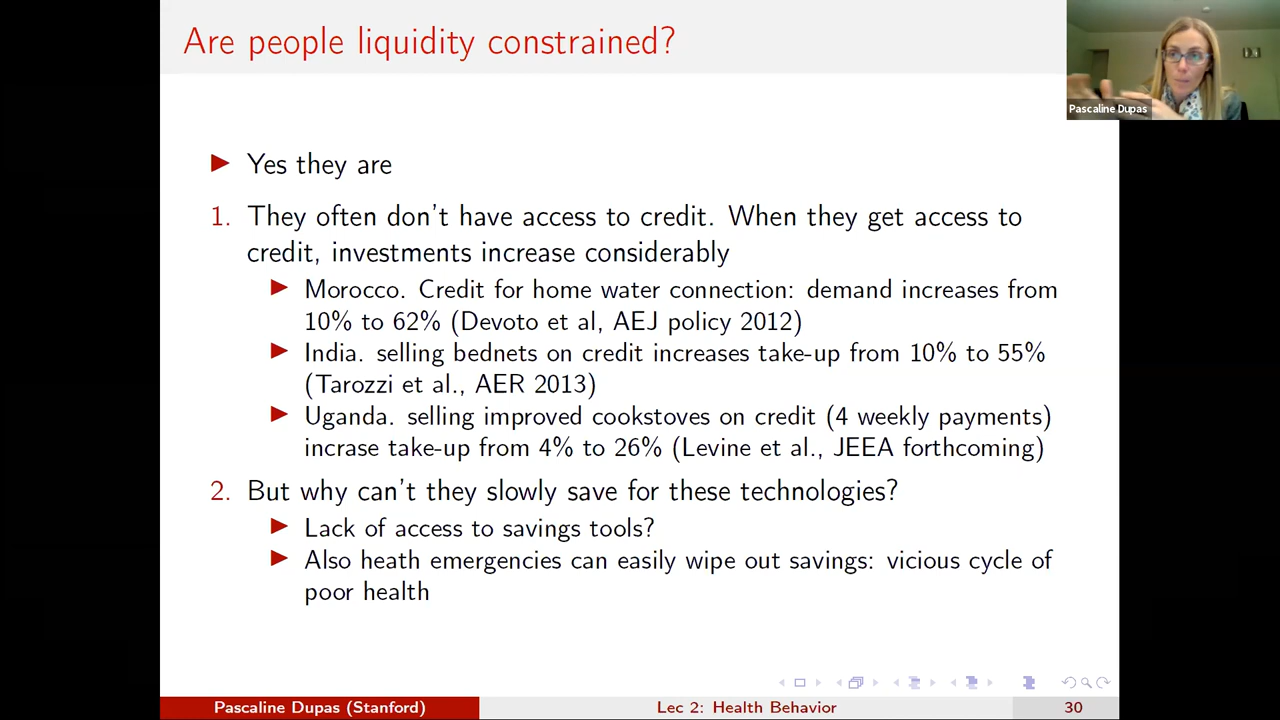 Are people liquidity constrained?
Pascaline Dupas
Yes they are
1. They often don't have access to credit. When they get access to
credit, investments increase considerably
Morocco. Credit for home water connection: demand increases from
10% to 62% (Devoto et al, AEJ policy 2012)
India. selling bednets on credit increases take-up from 10% to 55%
(Tarozzi et al., AER 2013)
Uganda. selling improved cookstoves on credit (4 weekly payments)
incrase take-up from 4% to 26% (Levine et al., JEEA forthcoming)
2. But why can't they slowly save for these technologies?
Lack of access to savings tools?
Also heath emergencies can easily wipe out savings: vicious cycle of
poor health
Pascaline Dupas (Stanford) Lec 2: Health Behavior 30